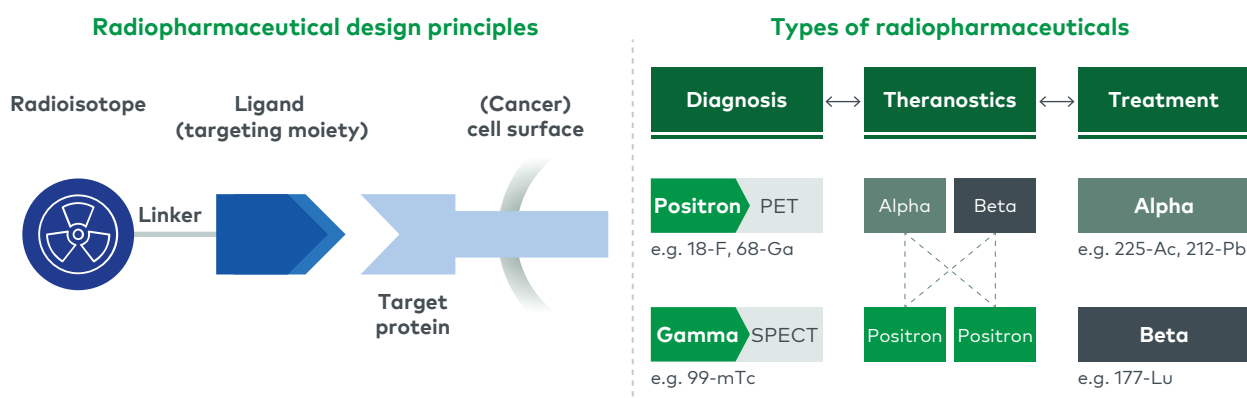 Radiopharmaceutical design principles
Radioisotope
Ligand
(targeting moiety)
(Cancer)
cell surface
Linker
Target
protein
Types of radiopharmaceuticals
Diagnosis
Theranostics
Treatment
Positron
PET
e.g. 18-F, 68-Ga
Alpha
Beta
Alpha
e.g. 225-Ac, 212-Pb
Gamma
SPECT
e.g. 99-mTc
Positron
Positron
Beta
e.g. 177-Lu